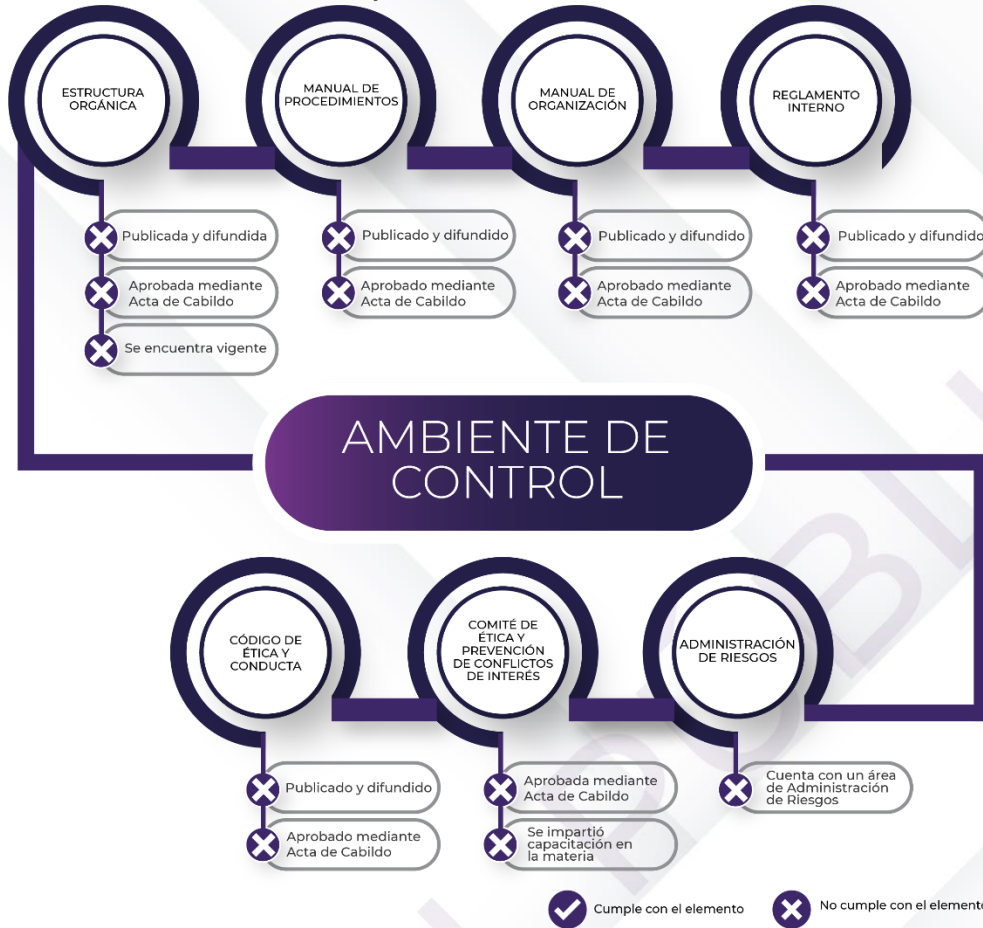 ESTRUCTURA
ORGÁNICA
MANUAL DE
PROCEDIMIENTOS
MANUAL DE
ORGANIZACIÓN
REGLAMENTO
INTERNO
Publicada y difundida
Aprobada mediante
Acta de Cabildo
Se encuentra vigente
Publicado y difundido
Aprobado mediante
Acta de Cabildo
Publicado y difundido
Aprobado mediante
Acta de Cabildo
Publicado y difundido
Aprobado mediante
Acta de Cabildo
AMBIENTE DE
CONTROL
CÓDIGO DE
ÉTICA Y
CONDUCTA
COMITÉ DE
ÉTICA Y
PREVENCIÓN
DE CONFLICTOS
DE INTERÉS
ADMINISTRACIÓN
DE RIESGOS
Publicado y difundido
Aprobado mediante
Acta de Cabildo
Aprobada mediante
Acta de Cabildo
Se impartió
capacitación en
la materia
Cuenta con un área
de Administración
de Riesgos
Cumple con el elemento
No cumple con el elemento